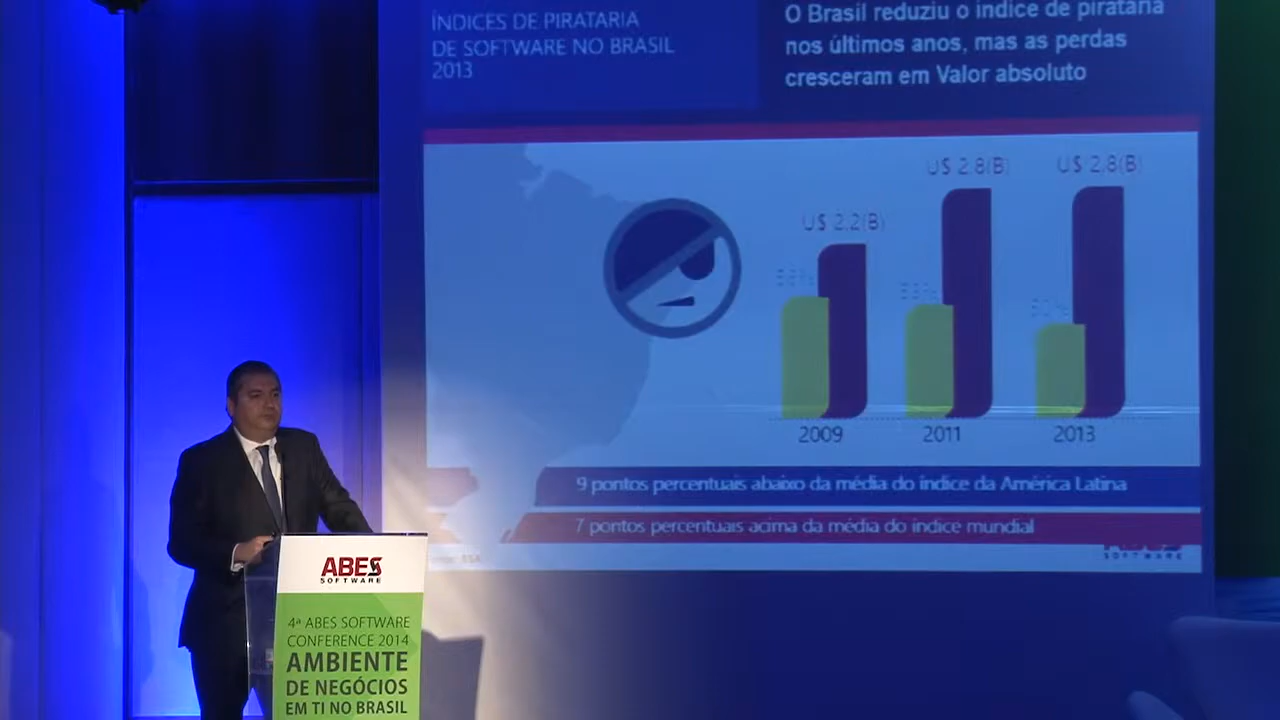 ÍNDICES DE PIRATARIA
DE SOFTWARE NO BRASIL
2013
O Brasil reduziu o índice de pirataria
nos últimos anos, mas as perdas
cresceram em Valor absoluto
U$ 2.2(B)
U$ 2.8(B)
U$ 2.8(B)
2009
2011
2013
9 pontos percentuais abaixo da média do índice da América Latina
7 pontos percentuais acima da média do índice mundial
BSA
SOFTWARE
ABES
SOFTWARE
4ª ABES SOFTWARE
CONFERENCE 2014
AMBIENTE
DE NEGÓCIOS
EM TI NO BRASIL